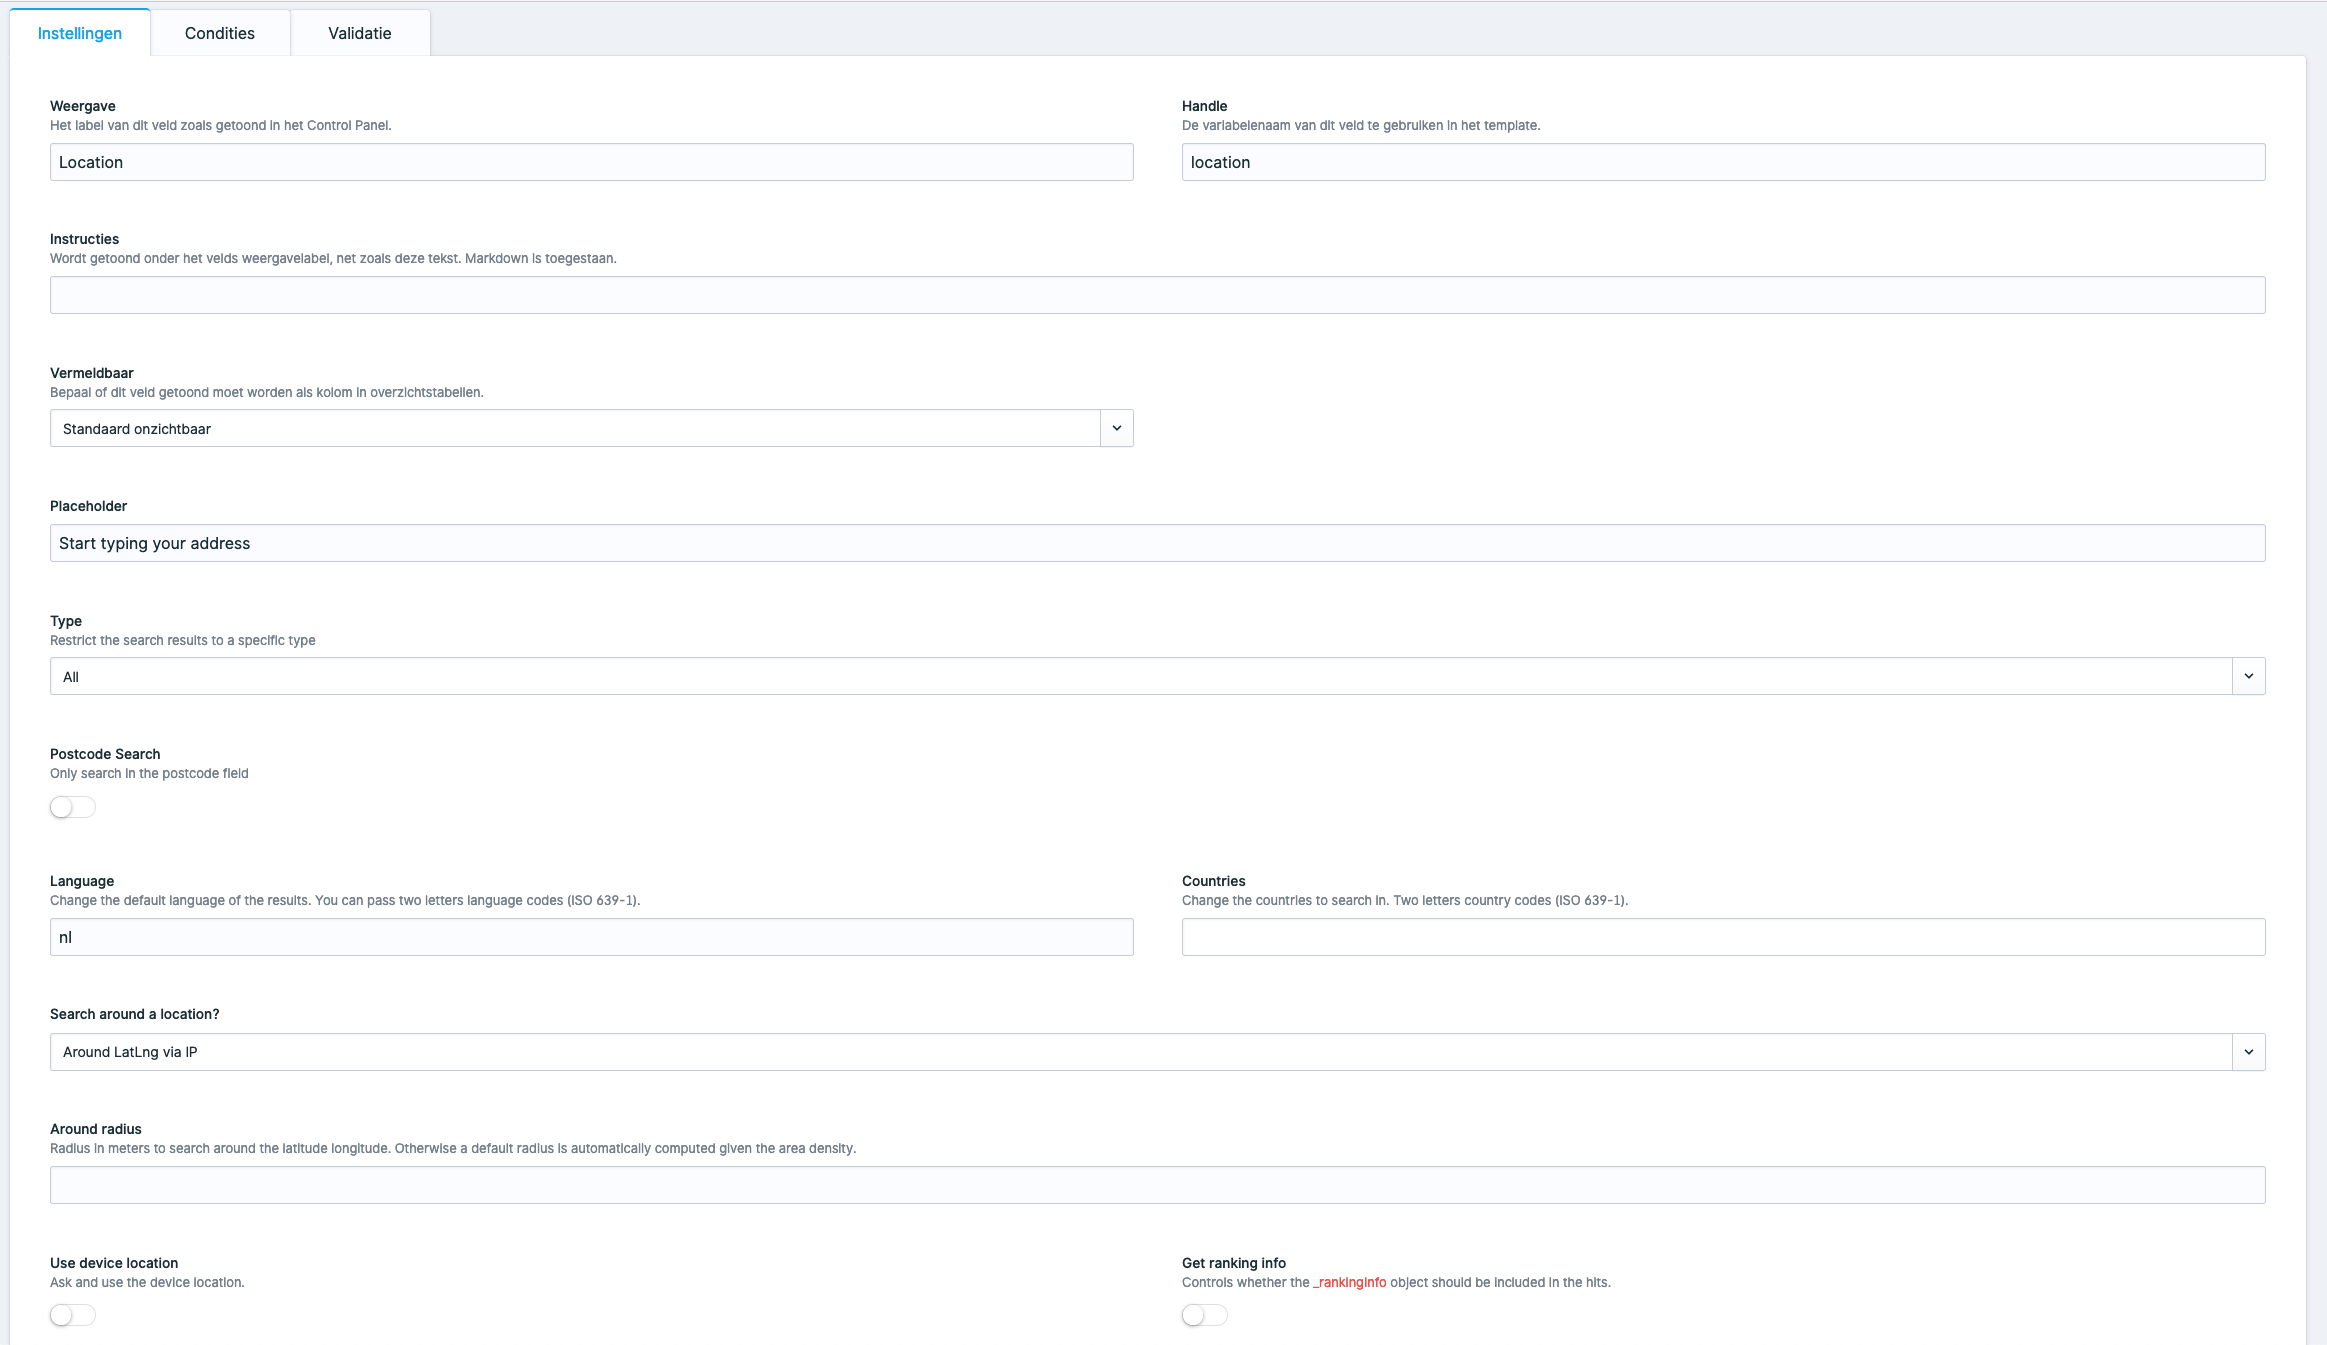 Instellingen
Condities
Validatie
Weergave
Het label van dit veld zoals getoond in het Control Panel.
Location
Handle
De variabelenaam van dit veld te gebruiken in het template.
location
Instructies
Wordt getoond onder het velds weergavelabel, net zoals deze tekst. Markdown is toegestaan.
Vermeldbaar
Bepaal of dit veld getoond moet worden als kolom in overzichtstabellen.
Standaard onzichtbaar
Placeholder
Start typing your address
Type
Restrict the search results to a specific type
All
Postcode Search
Only search in the postcode field
Language
Change the default language of the results. You can pass two letters language codes (ISO 639-1).
nl
Countries
Change the countries to search in. Two letters country codes (ISO 639-1).
Search around a location?
Around LatLng via IP
Around radius
Radius in meters to search around the latitude longitude. Otherwise a default radius is automatically computed given the area density.
Use device location
Ask and use the device location.
Get ranking info
Controls whether the _rankingInfo object should be included in the hits.